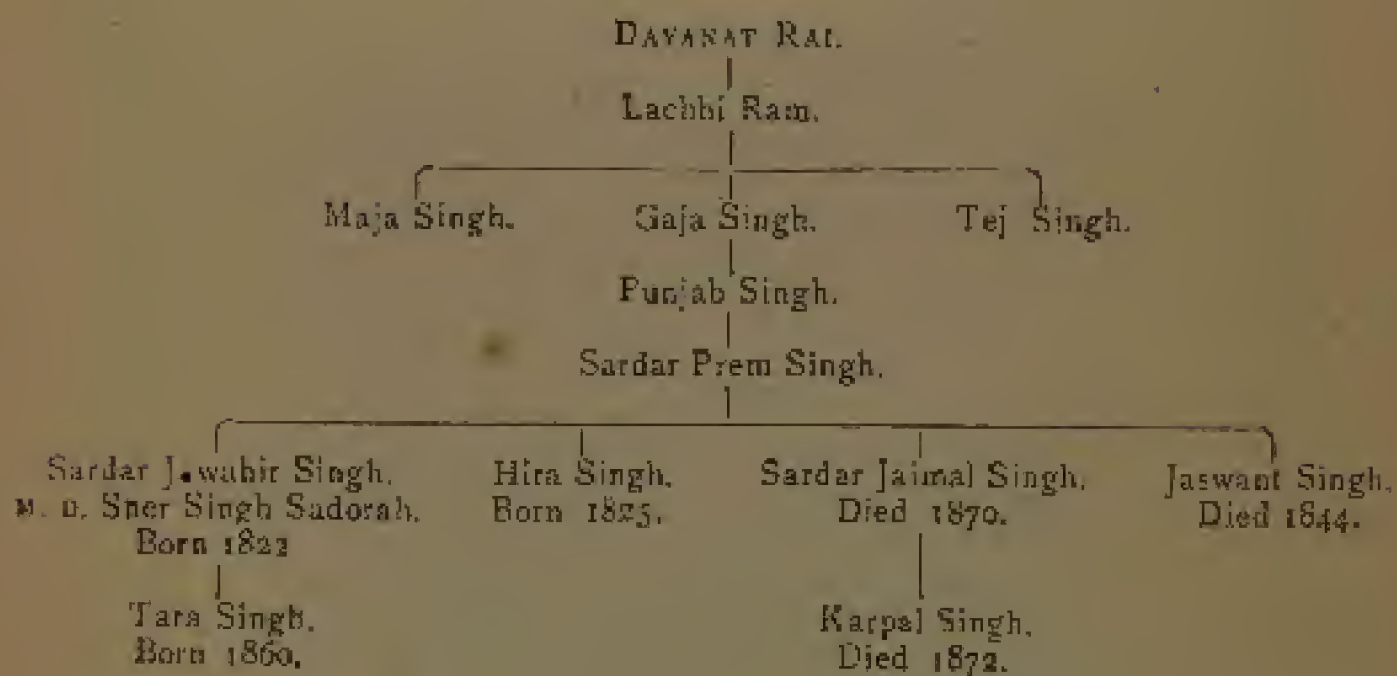 DAYANAT RAI.
Lachhi Ram.
Maja Singh. Gaja Singh. Tej Singh.
Punjab Singh.
Sardar Prem Singh.
Sardar Jawahir Singh. Hira Singh. Sardar Jaimal Singh. Jaswant Singh.
M. D. Sher Singh Sadorah. Born 1825. Died 1870. Died 1844.
Born 1822
Tara Singh. Karpal Singh.
Born 1860. Died 1872.